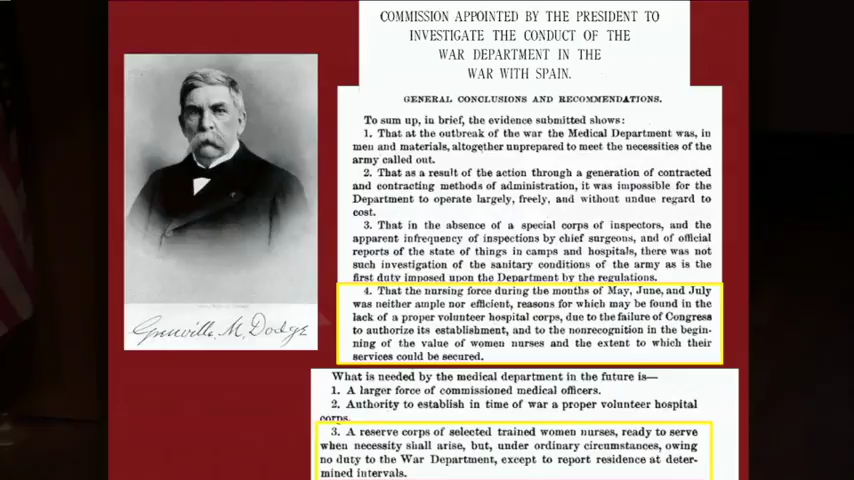 COMMISSION APPOINTED BY THE PRESIDENT TO
INVESTIGATE THE CONDUCT OF THE
WAR DEPARTMENT IN THE
WAR WITH SPAIN.
GENERAL CONCLUSIONS AND RECOMMENDATIONS.
To sum up, in brief, the evidence submitted shows:
1. That at the outbreak of the war the Medical Department was, in
men and materials, altogether unprepared to meet the necessities of the
army called out.
2. That as a result of the action through a generation of contracted
and contracting methods of administration, it was impossible for the
Department to operate largely, freely, and without undue regard to
cost.
3. That in the absence of a special corps of inspectors, and the
apparent infrequency of inspections by chief surgeons, and of official
reports of the state of things in camps and hospitals, there was not
such investigation of the sanitary conditions of the army as is the
first duty imposed upon the Department by the regulations.
4. That the nursing force during the months of May, June, and July
was neither ample nor efficient, reasons for which may be found in the
lack of a proper volunteer hospital corps, due to the failure of Congress
to authorize its establishment, and to the nonrecognition in the begin-
ning of the value of women nurses and the extent to which their
services could be secured.
What is needed by the medical department in the future is—
1. A larger force of commissioned medical officers.
2. Authority to establish in time of war a proper volunteer hospital
corps.
3. A reserve corps of selected trained women nurses, ready to serve
when necessity shall arise, but, under ordinary circumstances, owing
no duty to the War Department, except to report residence at deter-
mined intervals.
Grenville M. Dodge